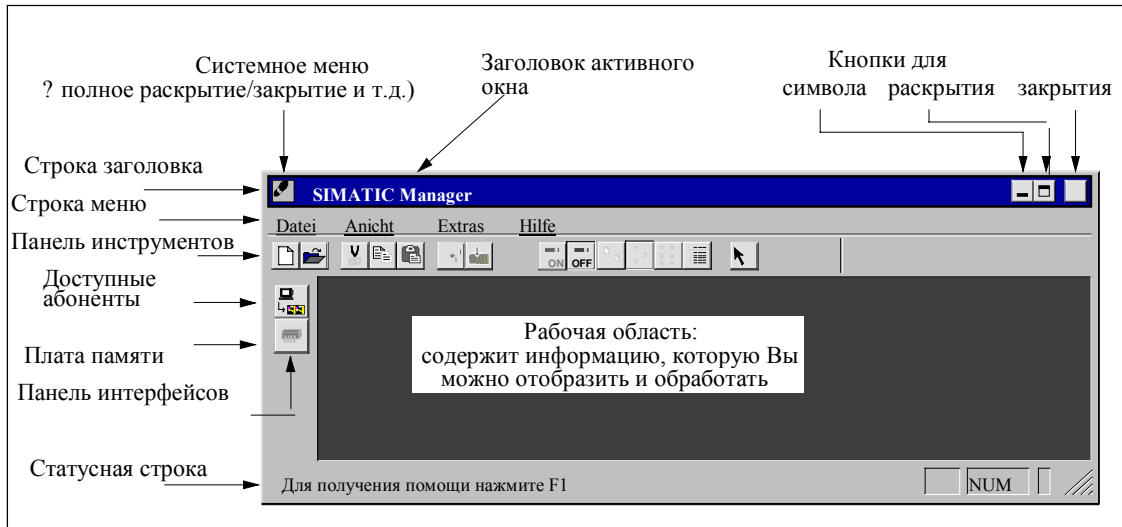 Системное меню
? полное раскрытие/закрытие и т.д.)
Заголовок активного
окна
Кнопки для
символа раскрытия закрытия
Строка заголовка
SIMATIC Manager
Строка меню
Datei Anicht Extras Hilfe
Панель инструментов
ON OFF
Доступные
абоненты
Плата памяти
Панель интерфейсов
Рабочая область:
содержит информацию, которую Вы
можно отобразить и обработать
Статусная строка
Для получения помощи нажмите F1
NUM